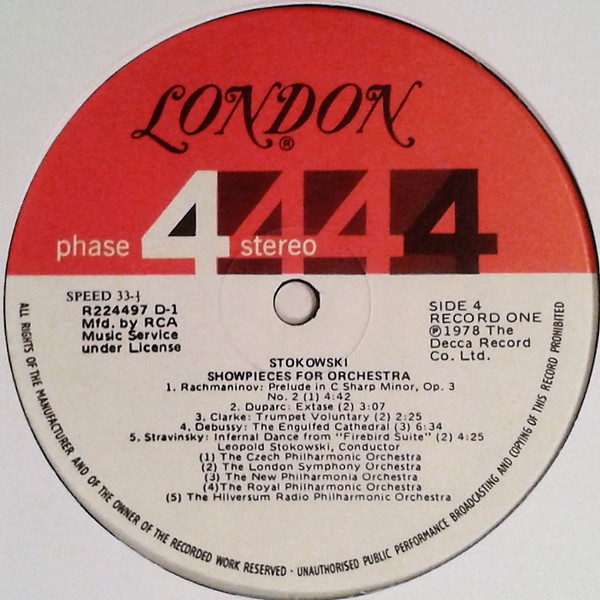 LONDON
®
phase 4 stereo 4 4 4
SPEED 33-⅓
R224497 D-1
Mfd. by RCA
Music Service
under License
SIDE 4
RECORD ONE
℗1978 The
Decca Record
Co. Ltd.
STOKOWSKI
SHOWPIECES FOR ORCHESTRA
1. Rachmaninov: Prelude in C Sharp Minor, Op. 3
No. 2 (1) 4:42
2. Duparc: Extase (2) 3:07
3. Clarke: Trumpet Voluntary (2) 2:25
4. Debussy: The Engulfed Cathedral (3) 6:34
5. Stravinsky: Infernal Dance from "Firebird Suite" (2) 4:25
Leopold Stokowski, Conductor
(1) The Czech Philharmonic Orchestra
(2) The London Symphony Orchestra
(3) The New Philharmonia Orchestra
(4)The Royal Philharmonic Orchestra
(5) The Hilversum Radio Philharmonic Orchestra
ALL RIGHTS OF THE MANUFACTURER AND OF THE OWNER OF THE RECORDED WORK RESERVED · UNAUTHORISED PUBLIC PERFORMANCE BROADCASTING AND COPYING OF THIS RECORD PROHIBITED